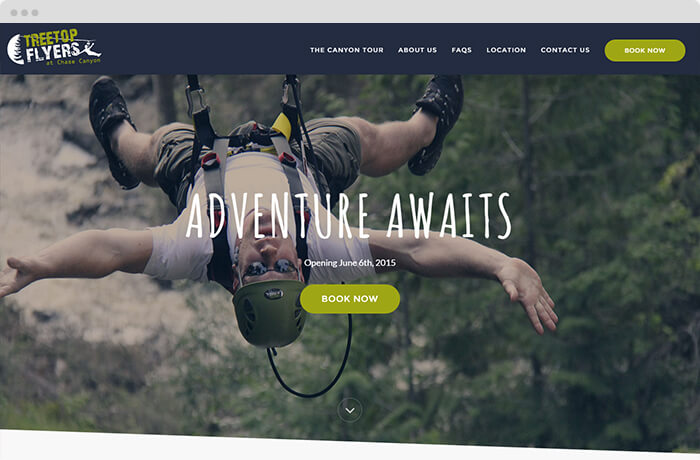 TREETOP
FLYERS
at Chase Canyon
THE CANYON TOUR
ABOUT US
FAQS
LOCATION
CONTACT US
BOOK NOW
ADVENTURE AWAITS
Opening June 6th, 2015
BOOK NOW